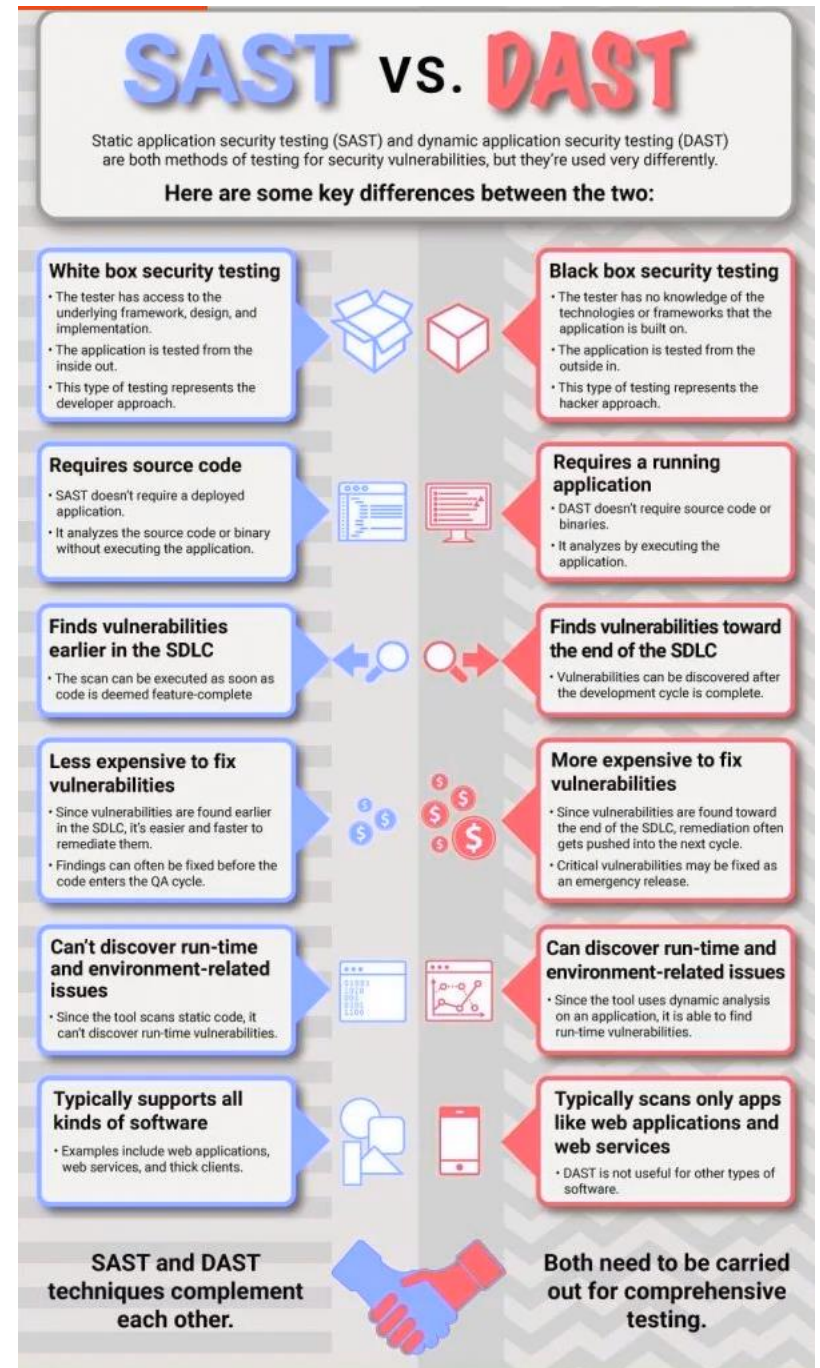 SAST vs. DAST
Static application security testing (SAST) and dynamic application security testing (DAST)
are both methods of testing for security vulnerabilities, but they're used very differently.
Here are some key differences between the two:
White box security testing
• The tester has access to the
underlying framework, design, and
implementation.
• The application is tested from the
inside out.
• This type of testing represents the
developer approach.
Black box security testing
• The tester has no knowledge of the
technologies or frameworks that the
application is built on.
• The application is tested from the
outside in.
• This type of testing represents the
hacker approach.
Requires source code
• SAST doesn't require a deployed
application.
• It analyzes the source code or binary
without executing the application.
Requires a running
application
• DAST doesn't require source code or
binaries.
• It analyzes by executing the
application.
Finds vulnerabilities
earlier in the SDLC
• The scan can be executed as soon as
code is deemed feature-complete
Finds vulnerabilities toward
the end of the SDLC
• Vulnerabilities can be discovered after
the development cycle is complete.
Less expensive to fix
vulnerabilities
• Since vulnerabilities are found earlier
in the SDLC, it's easier and faster to
remediate them.
• Findings can often be fixed before the
code enters the QA cycle.
More expensive to fix
vulnerabilities
• Since vulnerabilities are found toward
the end of the SDLC, remediation often
gets pushed into the next cycle.
• Critical vulnerabilities may be fixed as
an emergency release.
Can't discover run-time
and environment-related
issues
• Since the tool scans static code, it
can't discover run-time vulnerabilities.
Can discover run-time and
environment-related issues
• Since the tool uses dynamic analysis
on an application, it is able to find
run-time vulnerabilities.
Typically supports all
kinds of software
• Examples include web applications,
web services, and thick clients.
Typically scans only apps
like web applications and
web services
• DAST is not useful for other types of
software.
SAST and DAST
techniques complement
each other.
Both need to be carried
out for comprehensive
testing.